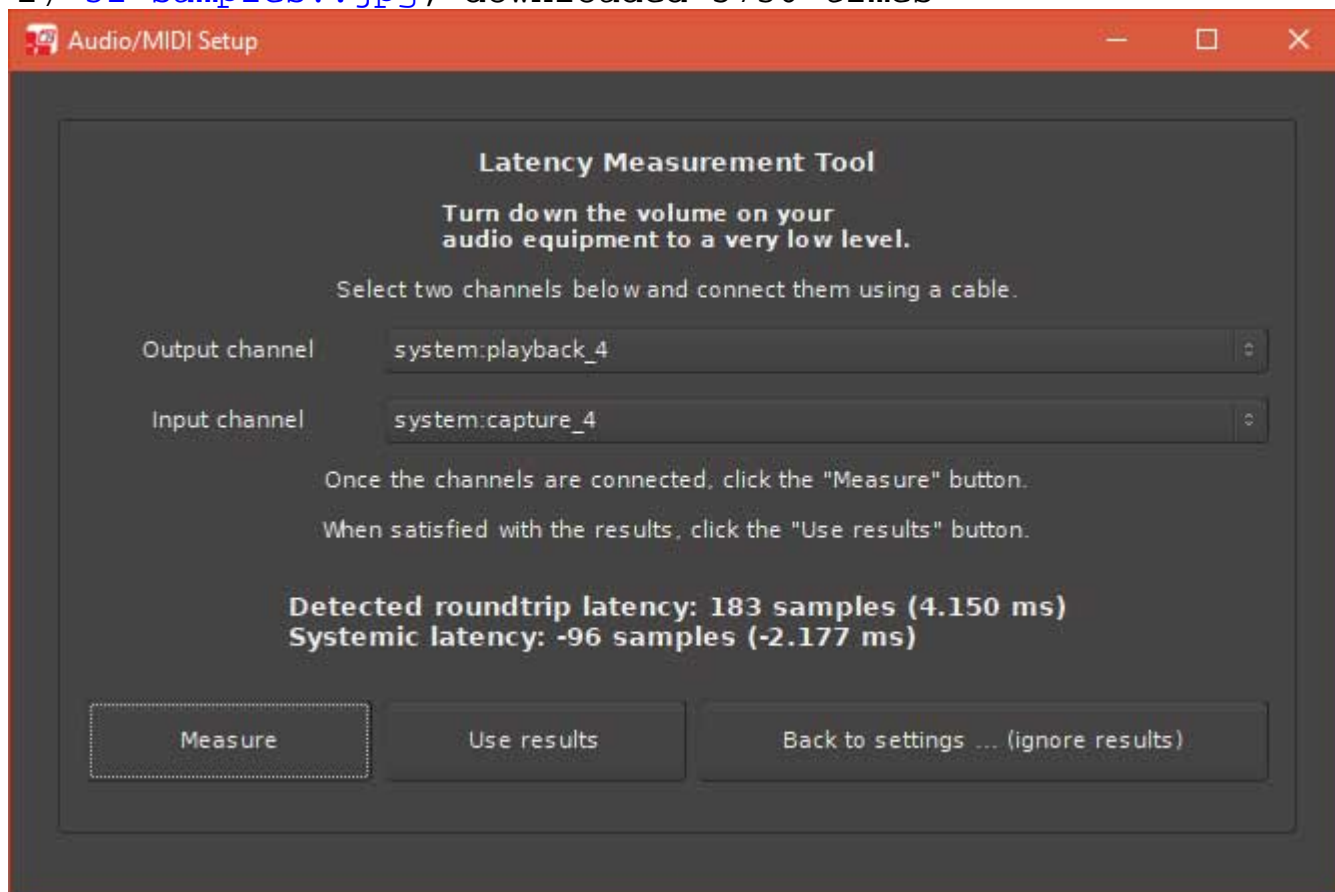 Audio/MIDI Setup
Latency Measurement Tool
Turn down the volume on your
audio equipment to a very low level.
Select two channels below and connect them using a cable.
Output channel system:playback_4
Input channel system:capture_4
Once the channels are connected, click the "Measure" button.
When satisfied with the results, click the "Use results" button.
Detected roundtrip latency: 183 samples (4.150 ms)
Systemic latency: -96 samples (-2.177 ms)
Measure Use results Back to settings ... (ignore results)